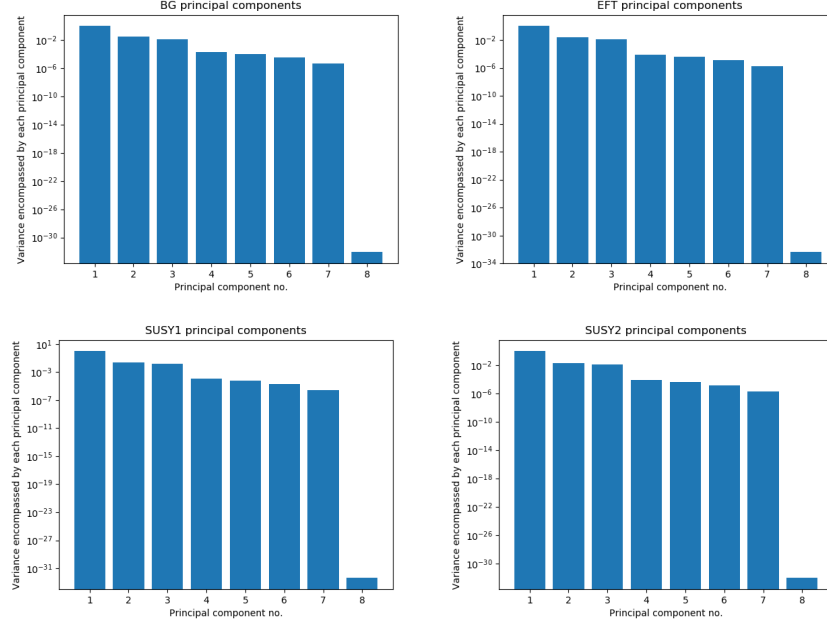 BG principal components
Variance encompassed by each principal component
10⁻²
10⁻⁶
10⁻¹⁰
10⁻¹⁴
10⁻¹⁸
10⁻²²
10⁻²⁶
10⁻³⁰
1 2 3 4 5 6 7 8
Principal component no.
EFT principal components
Variance encompassed by each principal component
10⁻²
10⁻⁶
10⁻¹⁰
10⁻¹⁴
10⁻¹⁸
10⁻²²
10⁻²⁶
10⁻³⁰
10⁻³⁴
1 2 3 4 5 6 7 8
Principal component no.
SUSY1 principal components
Variance encompassed by each principal component
10¹
10⁻³
10⁻⁷
10⁻¹¹
10⁻¹⁵
10⁻¹⁹
10⁻²³
10⁻²⁷
10⁻³¹
1 2 3 4 5 6 7 8
Principal component no.
SUSY2 principal components
Variance encompassed by each principal component
10⁻²
10⁻⁶
10⁻¹⁰
10⁻¹⁴
10⁻¹⁸
10⁻²²
10⁻²⁶
10⁻³⁰
1 2 3 4 5 6 7 8
Principal component no.